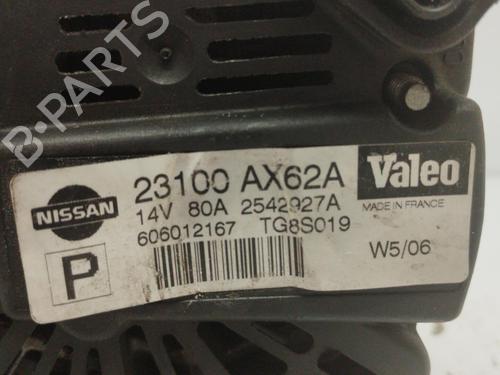 B-PARTS
NISSAN
23100 AX62A
Valeo
14V 80A 2542927A
MADE IN FRANCE
606012167 TG8S019
P
W5/06